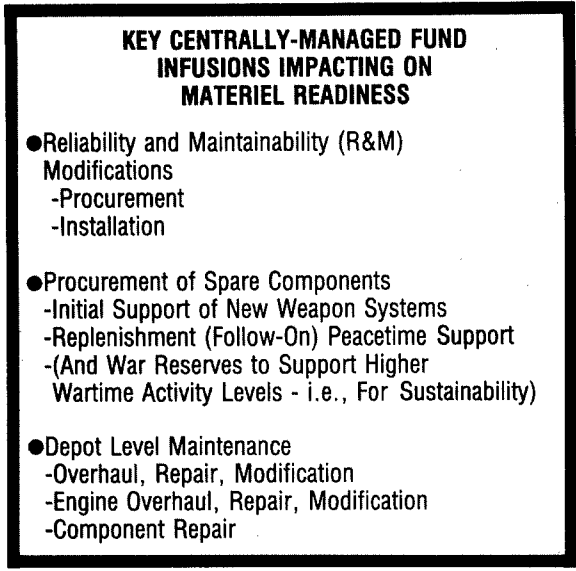 KEY CENTRALLY-MANAGED FUND
INFUSIONS IMPACTING ON
MATERIEL READINESS
●Reliability and Maintainability (R&M)
Modifications
-Procurement
-Installation
●Procurement of Spare Components
-Initial Support of New Weapon Systems
-Replenishment (Follow-On) Peacetime Support
-(And War Reserves to Support Higher
Wartime Activity Levels - i.e., For Sustainability)
●Depot Level Maintenance
-Overhaul, Repair, Modification
-Engine Overhaul, Repair, Modification
-Component Repair